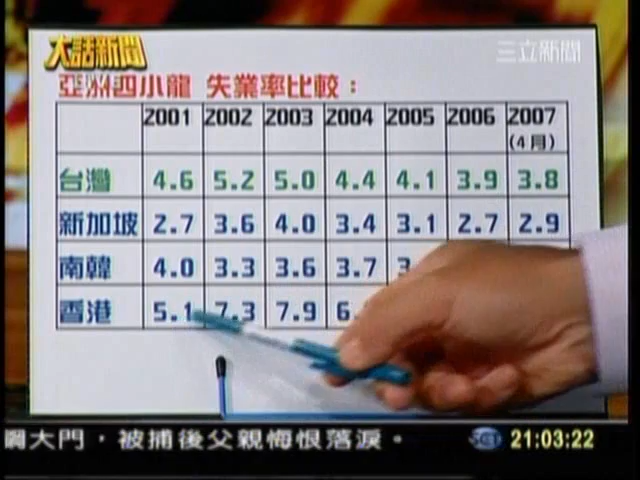 大話新聞
三立新聞
亞洲四小龍 失業率比較：
2001 2002 2003 2004 2005 2006 2007
(4月)
台灣 4.6 5.2 5.0 4.4 4.1 3.9 3.8
新加坡 2.7 3.6 4.0 3.4 3.1 2.7 2.9
南韓 4.0 3.3 3.6 3.7
香港 5.1 7.3 7.9
鋼大門，被捕後父親悔恨落淚。
21:03:22